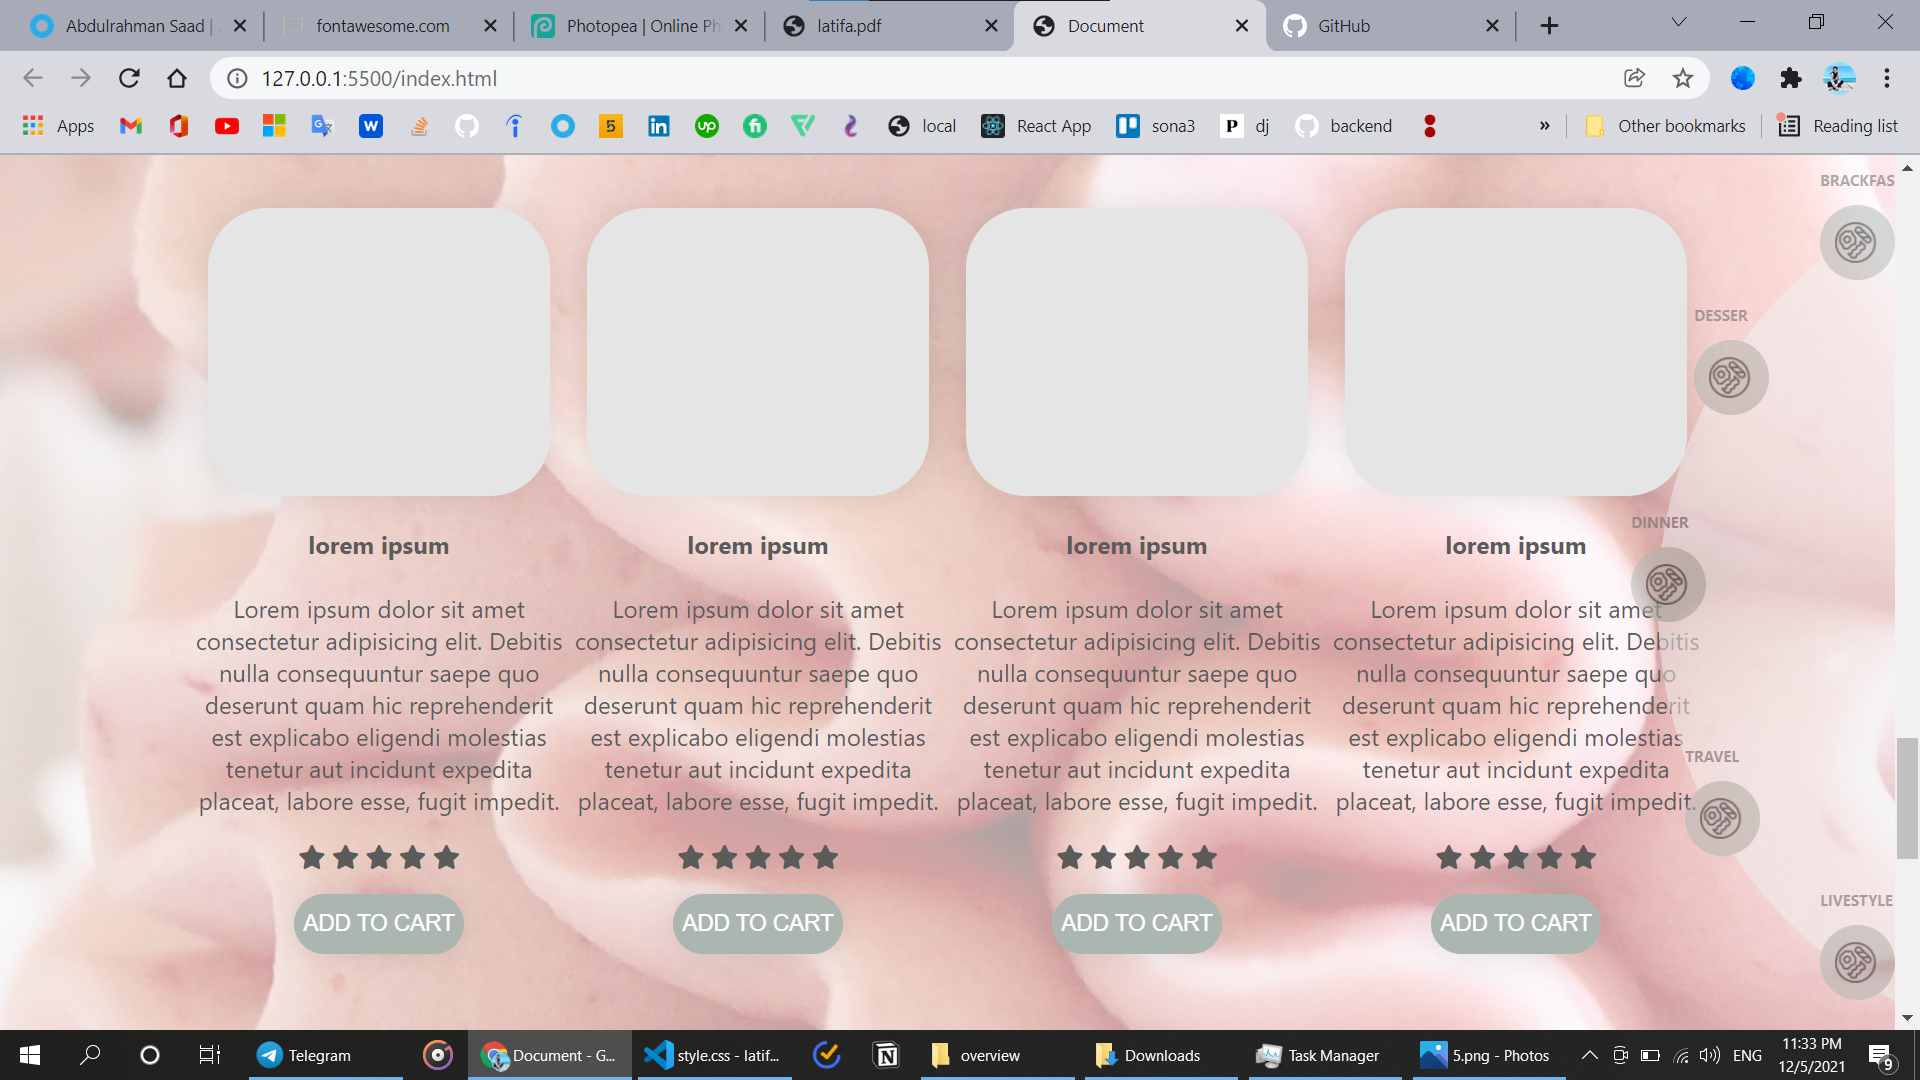 Abdulrahman Saad |
fontawesome.com
Photopea | Online Ph
latifa.pdf
Document
GitHub
127.0.0.1:5500/index.html
Apps
W
5
in
up
fi
local
React App
sona3
P
dj
backend
»
Other bookmarks
Reading list
BRACKFAS
DESSER
DINNER
TRAVEL
LIVESTYLE
lorem ipsum
Lorem ipsum dolor sit amet
consectetur adipisicing elit. Debitis
nulla consequuntur saepe quo
deserunt quam hic reprehenderit
est explicabo eligendi molestias
tenetur aut incidunt expedita
placeat, labore esse, fugit impedit.
ADD TO CART
lorem ipsum
Lorem ipsum dolor sit amet
consectetur adipisicing elit. Debitis
nulla consequuntur saepe quo
deserunt quam hic reprehenderit
est explicabo eligendi molestias
tenetur aut incidunt expedita
placeat, labore esse, fugit impedit.
ADD TO CART
lorem ipsum
Lorem ipsum dolor sit amet
consectetur adipisicing elit. Debitis
nulla consequuntur saepe quo
deserunt quam hic reprehenderit
est explicabo eligendi molestias
tenetur aut incidunt expedita
placeat, labore esse, fugit impedit.
ADD TO CART
lorem ipsum
Lorem ipsum dolor sit amet
consectetur adipisicing elit. Debitis
nulla consequuntur saepe quo
deserunt quam hic reprehenderit
est explicabo eligendi molestias
tenetur aut incidunt expedita
placeat, labore esse, fugit impedit.
ADD TO CART
Telegram
Document - G...
style.css - latif...
overview
Downloads
Task Manager
5.png - Photos
ENG
11:33 PM
12/5/2021
9